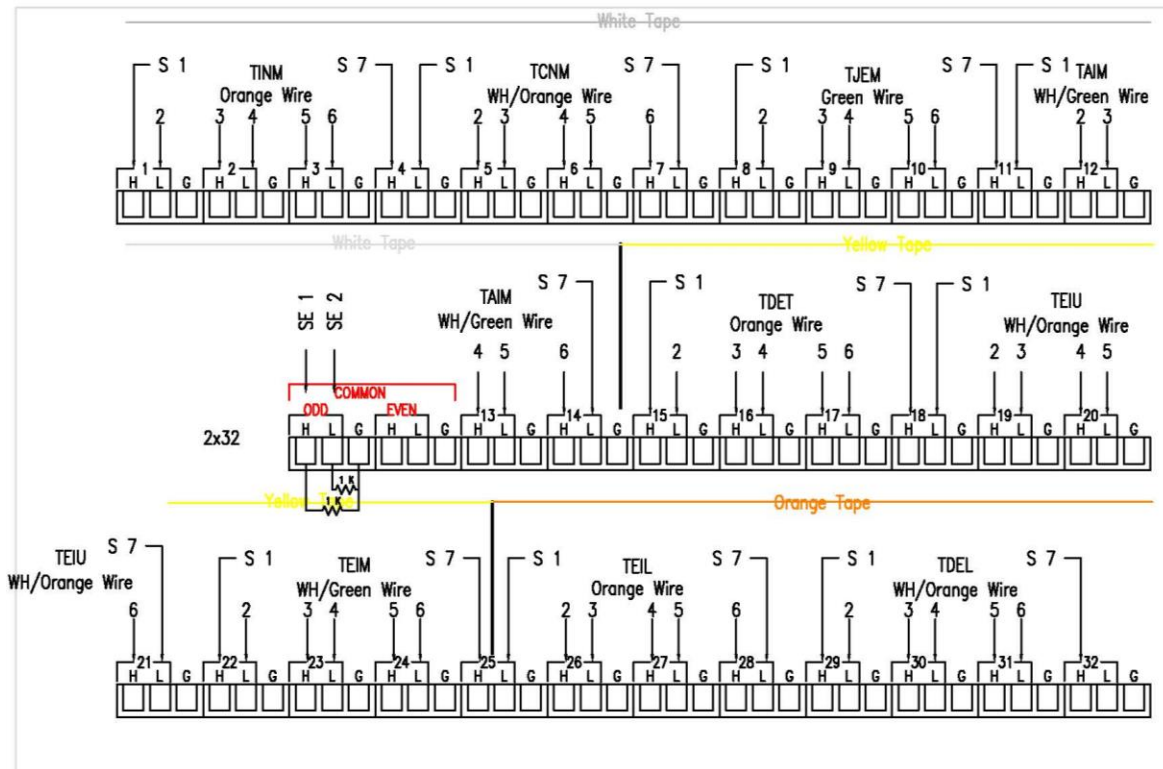 White Tape
S 1 TINM S 7 S 1 TCNM S 7 S 1 TJEM S 7 S 1 TAIM
Orange Wire WH/Orange Wire Green Wire WH/Green Wire
2 3 4 5 6 2 3 4 5 6 2 3 4 5 6 2 3
1 2 3 4 5 6 7 8 9 10 11 12
H L G H L G H L G H L G H L G H L G H L G H L G H L G H L G H L G H L G
White Tape Yellow Tape
SE 1 SE 2 TAIM S 7 S 1 TDET S 7 S 1 TEIU
WH/Green Wire Orange Wire WH/Orange Wire
4 5 6 2 3 4 5 6 2 3 4 5
COMMON
ODD EVEN 13 14 15 16 17 18 19 20
2x32 H L G H L G H L G H L G H L G H L G H L G H L G H L G H L G
1 K
1 K
Yellow Tape Orange Tape
TEIU S 7 S 1 TEIM S 7 S 1 TEIL S 7 S 1 TDEL S 7
WH/Orange Wire WH/Green Wire Orange Wire WH/Orange Wire
6 2 3 4 5 6 2 3 4 5 6 2 3 4 5 6
21 22 23 24 25 26 27 28 29 30 31 32
H L G H L G H L G H L G H L G H L G H L G H L G H L G H L G H L G H L G